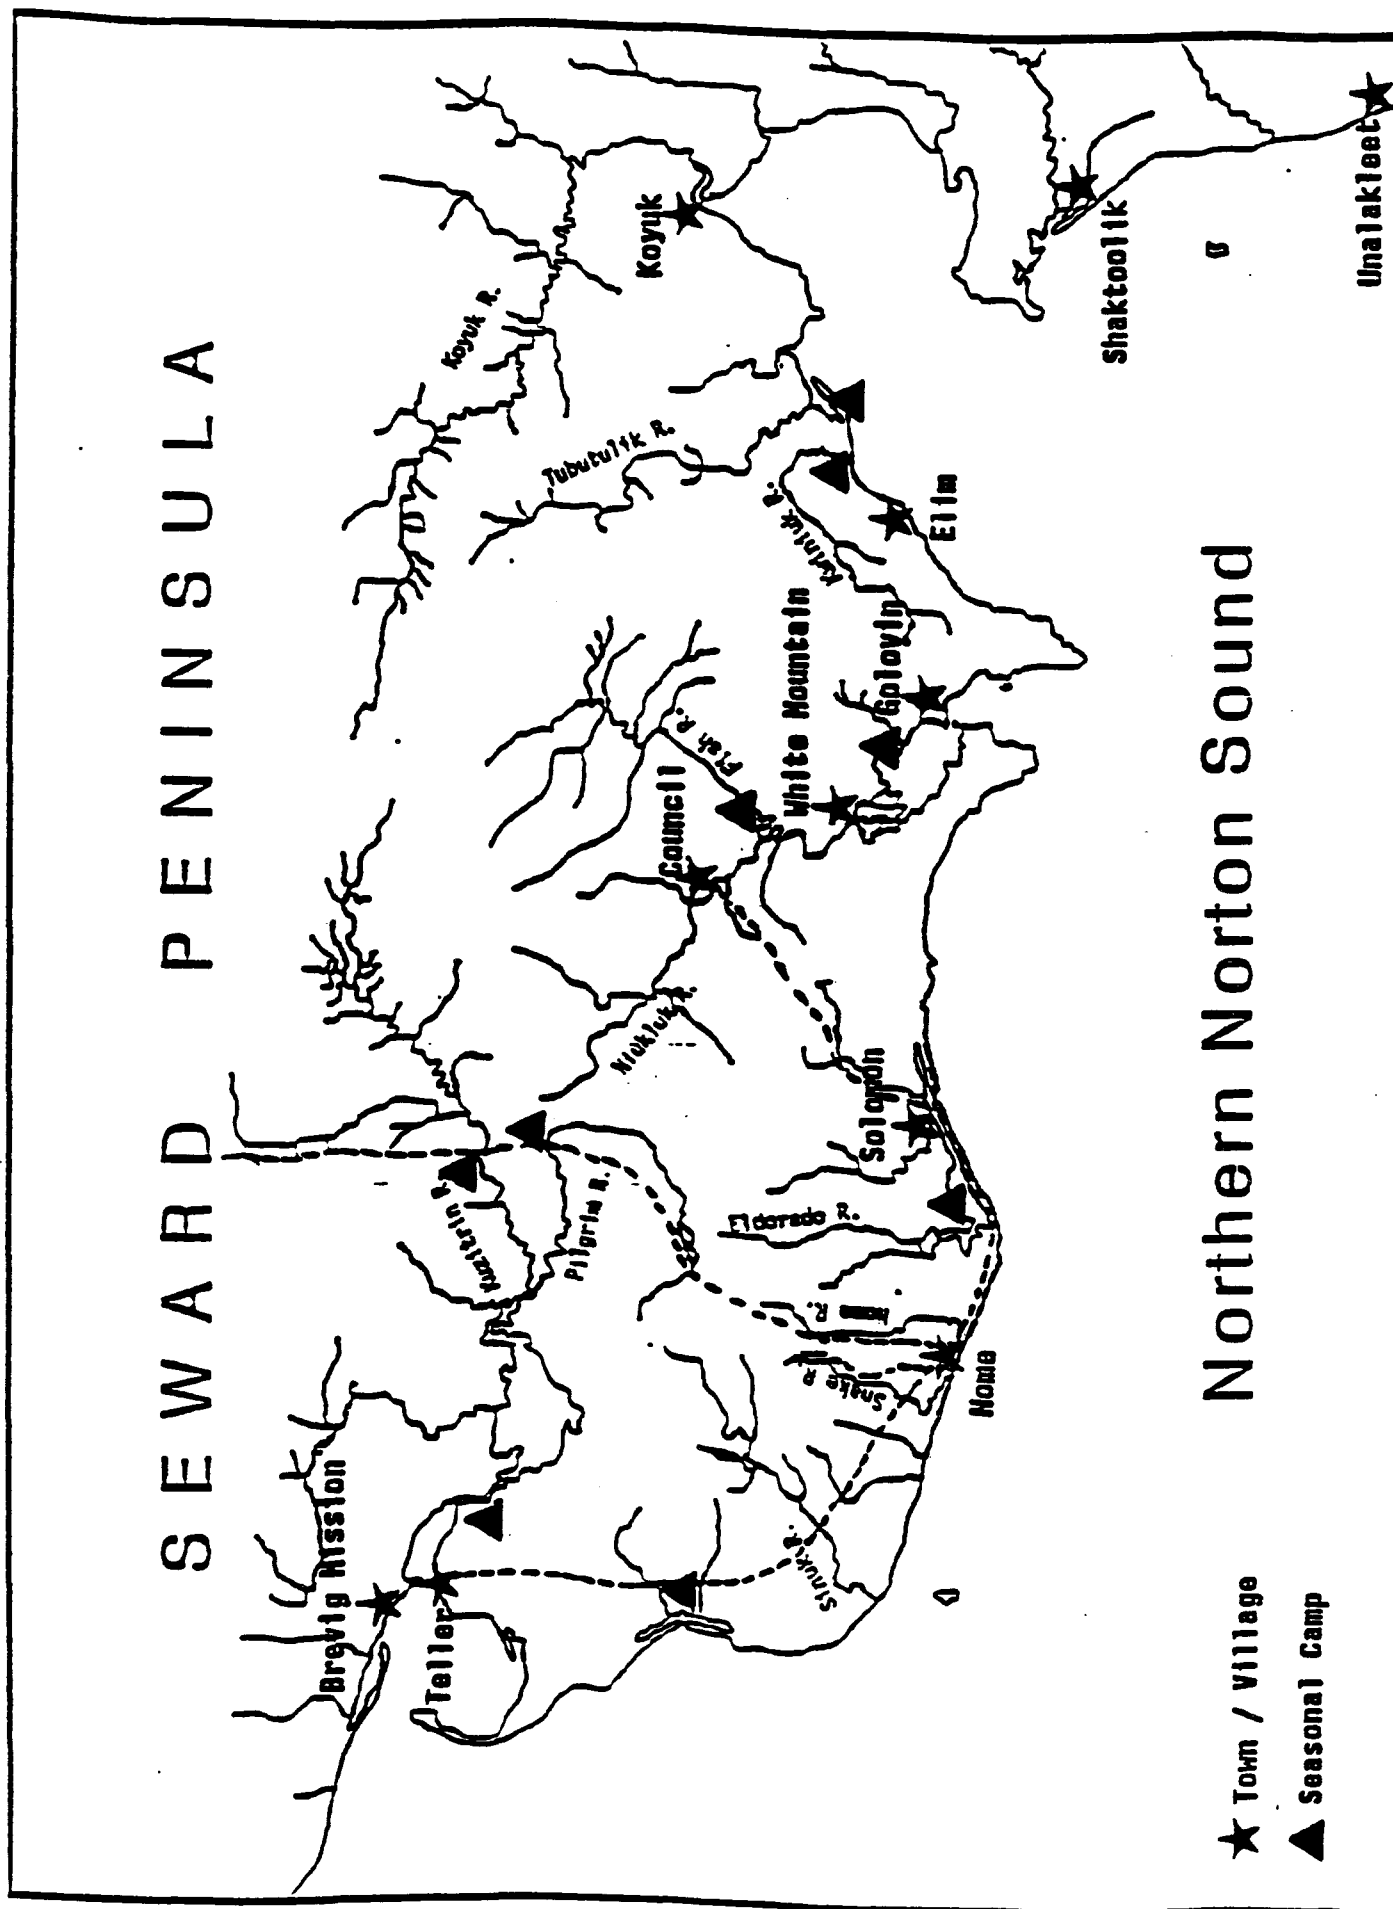 SEWARD PENINSULA
Koyuk R.
Koyuk
Tubutulik R.
Kwiniuk R.
Elim
Shaktoolik
Unalakleet
Fish R.
Council
White Mountain
Golovin
Niukluk R.
Solomon
Kuzitrin R.
Pilgrim R.
Eldorado R.
Nome R.
Snake R
Nome
Brevig Mission
Teller
Sinuk R.
Northern Norton Sound
Town / Village
Seasonal Camp